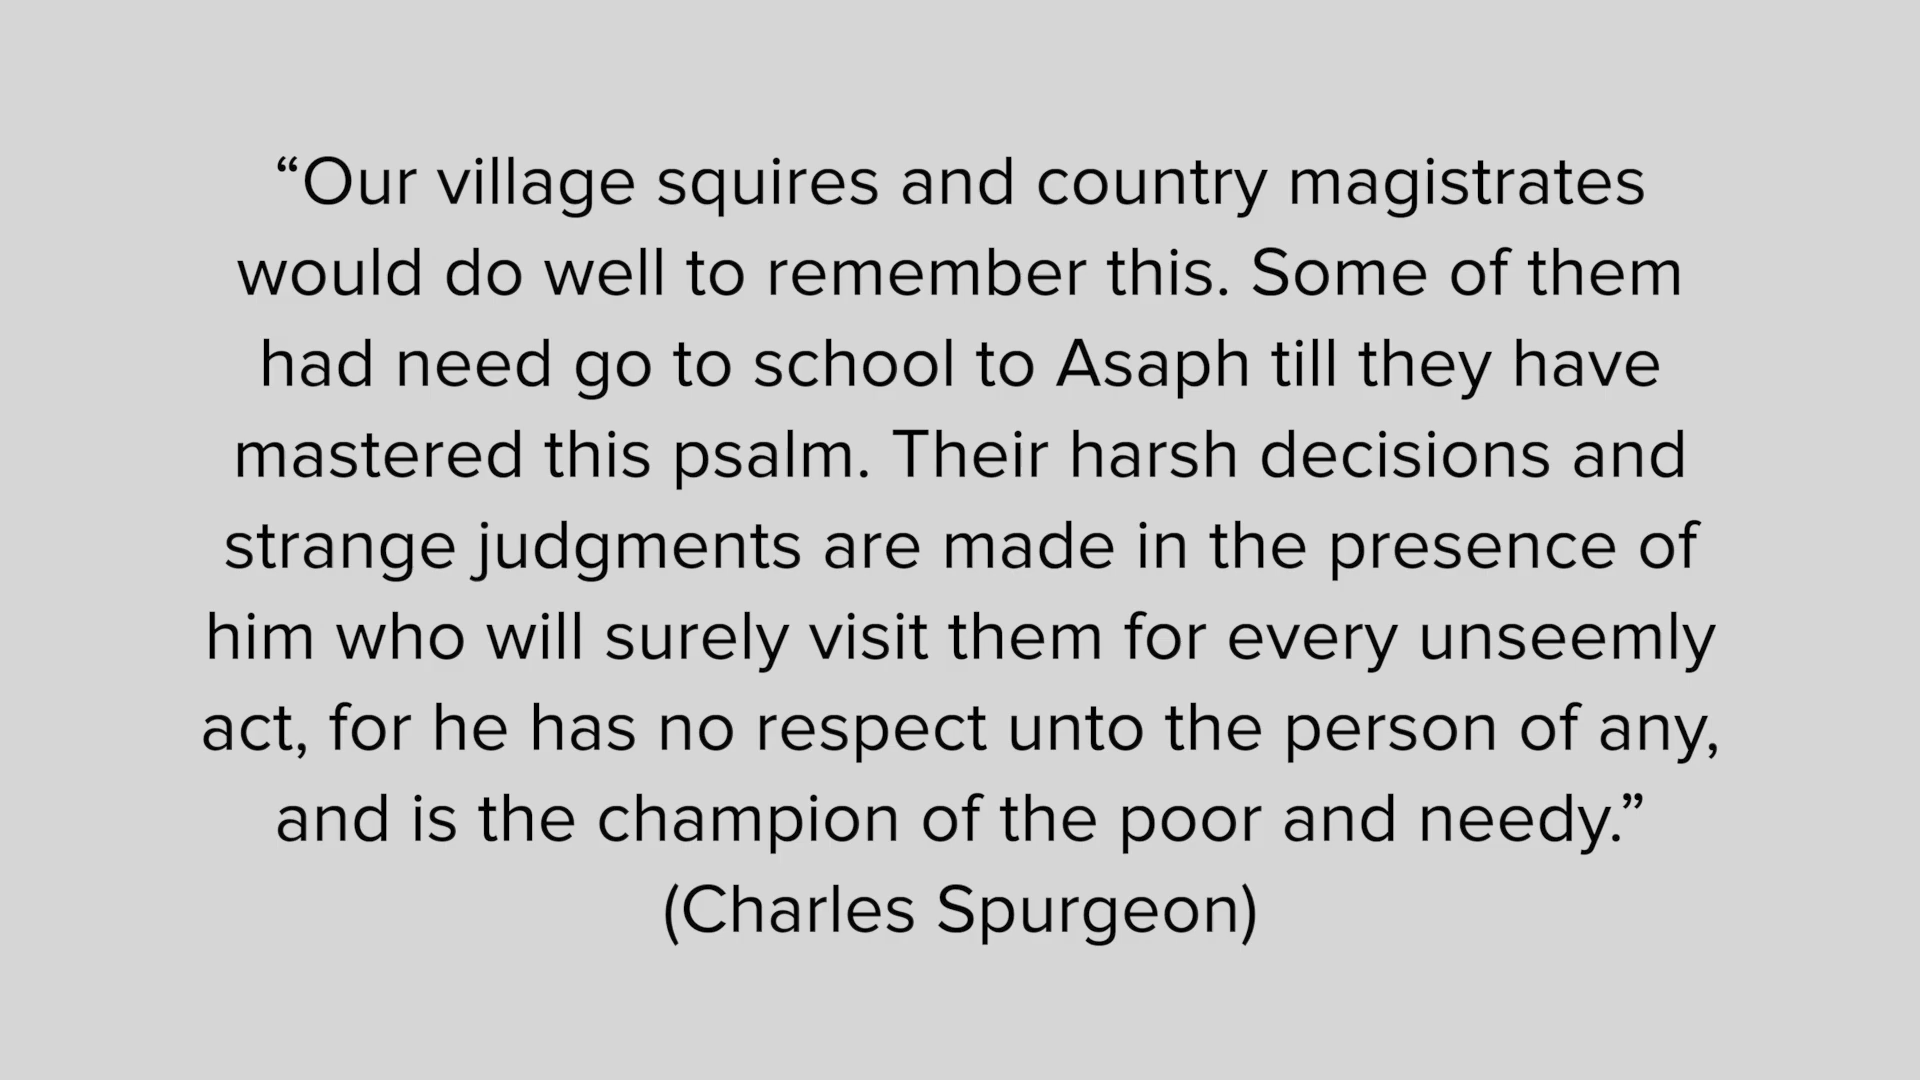 “Our village squires and country magistrates
would do well to remember this. Some of them
had need go to school to Asaph till they have
mastered this psalm. Their harsh decisions and
strange judgments are made in the presence of
him who will surely visit them for every unseemly
act, for he has no respect unto the person of any,
and is the champion of the poor and needy.”
(Charles Spurgeon)